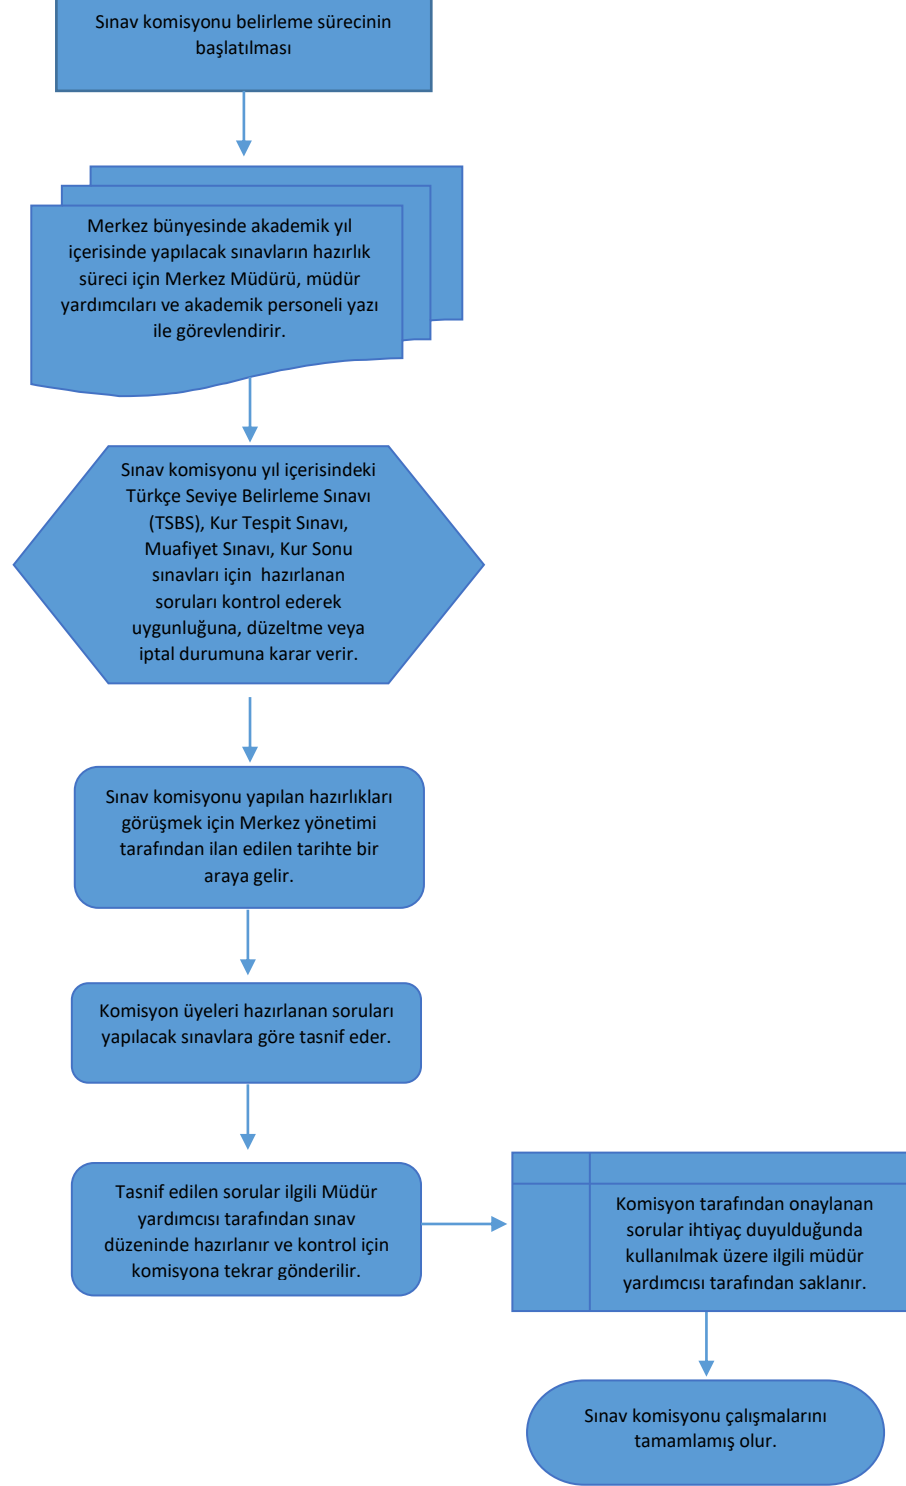 Sınav komisyonu belirleme sürecinin
başlatılması
Merkez bünyesinde akademik yıl
içerisinde yapılacak sınavların hazırlık
süreci için Merkez Müdürü, müdür
yardımcıları ve akademik personeli yazı
ile görevlendirir.
Sınav komisyonu yıl içerisindeki
Türkçe Seviye Belirleme Sınavı
(TSBS), Kur Tespit Sınavı,
Muafiyet Sınavı, Kur Sonu
sınavları için hazırlanan
soruları kontrol ederek
uygunluğuna, düzeltme veya
iptal durumuna karar verir.
Sınav komisyonu yapılan hazırlıkları
görüşmek için Merkez yönetimi
tarafından ilan edilen tarihte bir
araya gelir.
Komisyon üyeleri hazırlanan soruları
yapılacak sınavlara göre tasnif eder.
Tasnif edilen sorular ilgili Müdür
yardımcısı tarafından sınav
düzeninde hazırlanır ve kontrol için
komisyona tekrar gönderilir.
Komisyon tarafından onaylanan
sorular ihtiyaç duyulduğunda
kullanılmak üzere ilgili müdür
yardımcısı tarafından saklanır.
Sınav komisyonu çalışmalarını
tamamlamış olur.